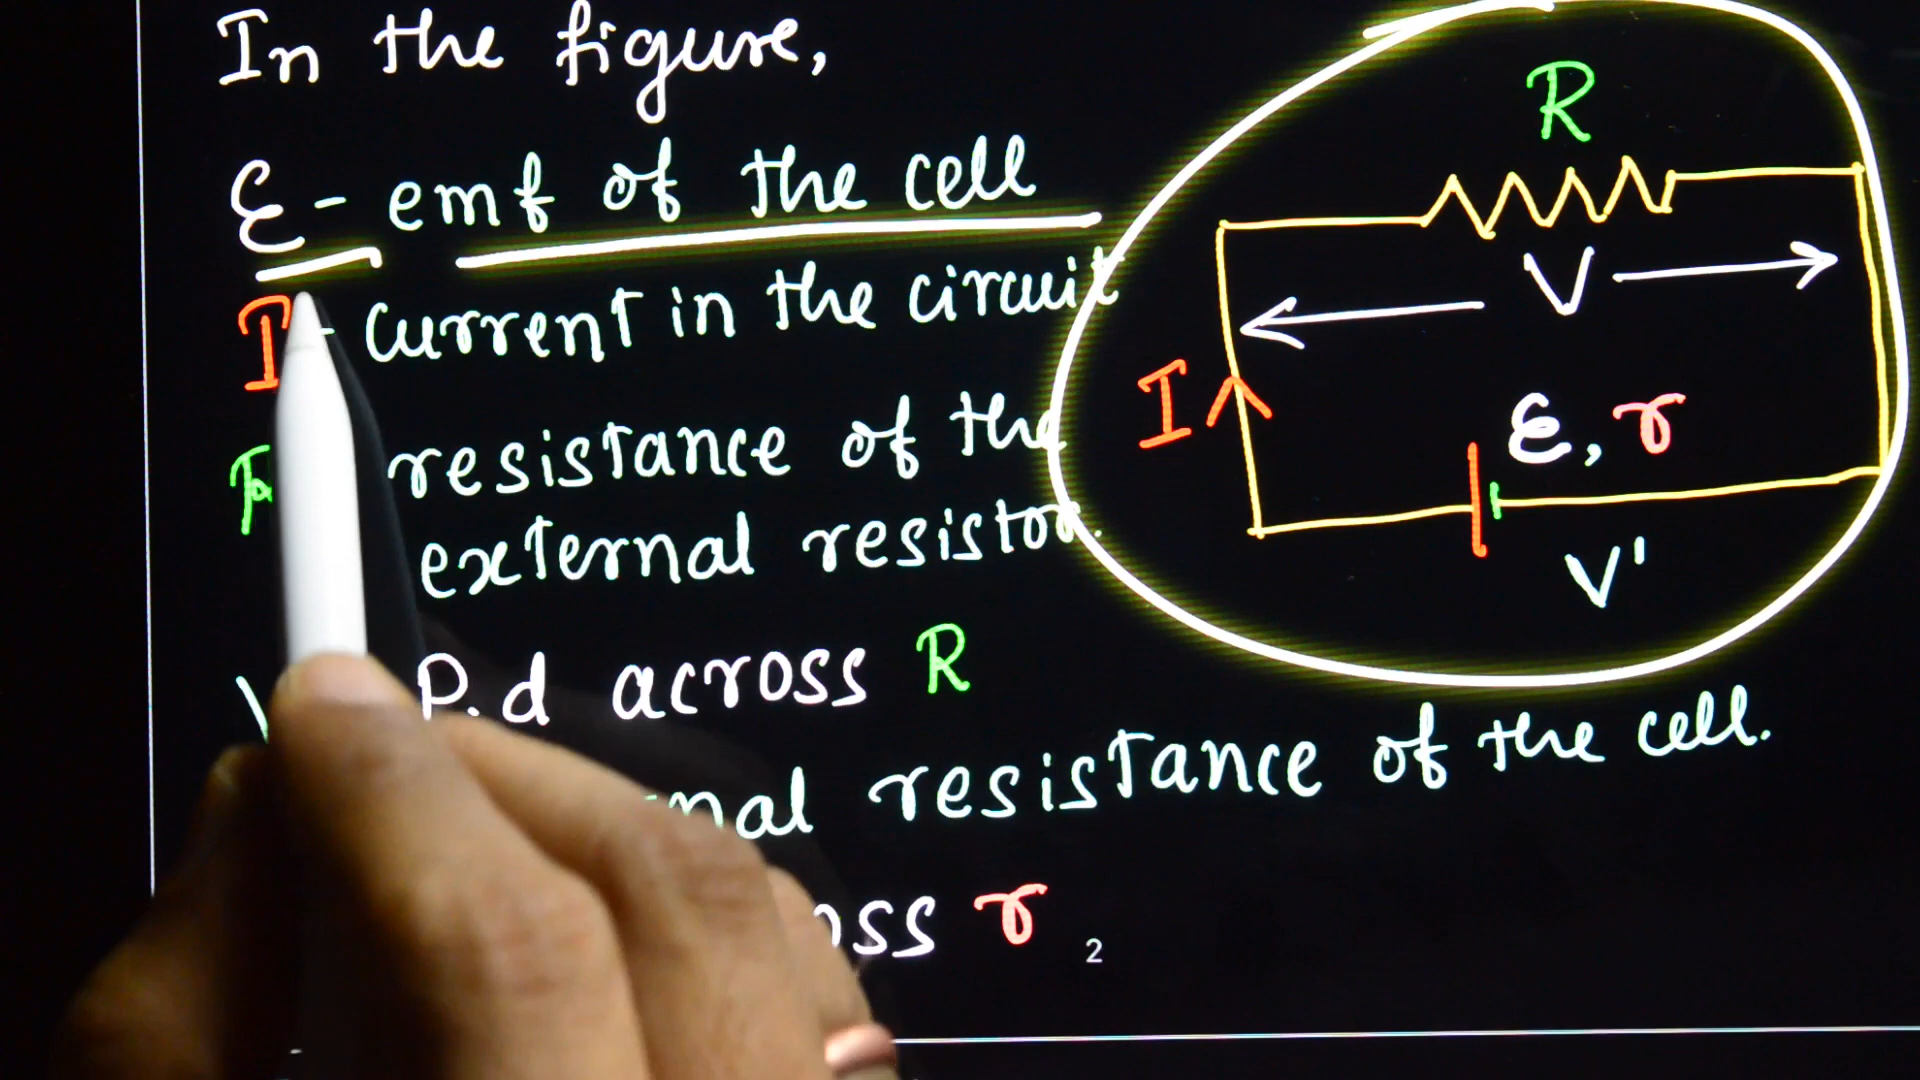 In the figure,
Ɛ - emf of the cell
I - current in the circuit
resistance of the
external resistor.
P.d across R
resistance of the cell.
r
2
R
V
I
Ɛ, r
V'